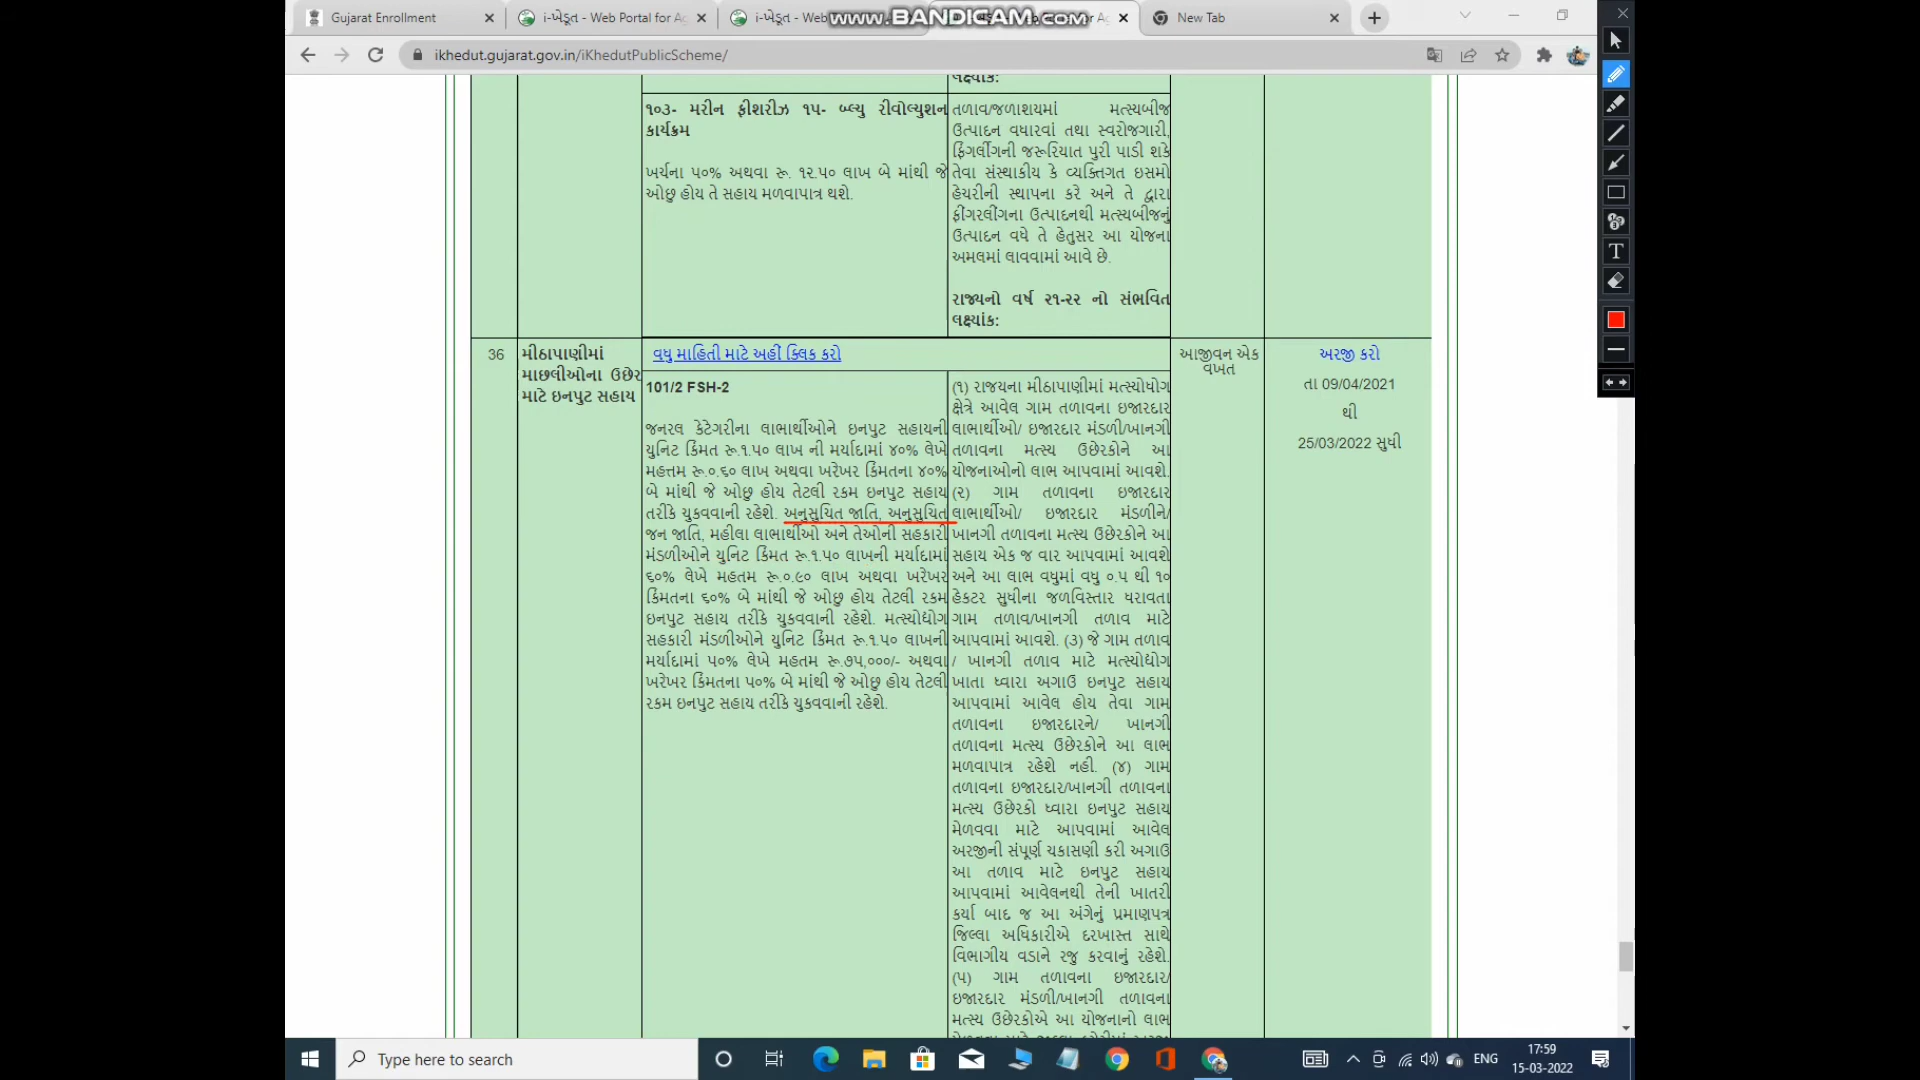 Gujarat Enrollment
i-ખેડૂત - Web Portal for Ag
i-ખેડૂત - Web
www.BANDICAM.com
New Tab
ikhedut.gujarat.gov.in/iKhedutPublicScheme/
લક્ષ્યાંક:
૧૦૩- મરીન ફીશરીઝ ૧૫- બ્લ્યુ રીવોલ્યુશન
કાર્યક્રમ
ખર્ચના ૫૦% અથવા રૂ. ૧૨.૫૦ લાખ બે માંથી જે
ઓછુ હોય તે સહાય મળવાપાત્ર થશે.
તળાવ/જળાશયમાં મત્સ્યબીજ
ઉત્પાદન વધારવાં તથા સ્વરોજગારી,
ફિંગર્લીગની જરૂરિયાત પુરી પાડી શકે
તેવા સંસ્થાકીય કે વ્યક્તિગત ઇસમો
હેચરીની સ્થાપના કરે અને તે દ્વારા
ફીંગરલીંગના ઉત્પાદનથી મત્સ્યબીજનું
ઉત્પાદન વધે તે હેતુસર આ યોજના
અમલમાં લાવવામાં આવે છે.
રાજ્યનો વર્ષ ૨૧-૨૨ નો સંભવિત
લક્ષ્યાંક:
36
મીઠાપાણીમાં
માછલીઓના ઉછેર
માટે ઇનપુટ સહાય
વધુ માહિતી માટે અહીં ક્લિક કરો
101/2 FSH-2
જનરલ કેટેગરીના લાભાર્થીઓને ઇનપુટ સહાયની
યુનિટ કિંમત રૂ.૧.૫૦ લાખ ની મર્યાદામાં ૪૦% લેખે
મહત્તમ રૂ.૦.૬૦ લાખ અથવા ખરેખર કિંમતના ૪૦%
બે માંથી જે ઓછુ હોય તેટલી રકમ ઇનપુટ સહાય
તરીકે ચુકવવાની રહેશે. અનુસુચિત જાતિ, અનુસુચિત
જન જાતિ, મહીલા લાભાર્થીઓ અને તેઓની સહકારી
મંડળીઓને યુનિટ કિંમત રૂ.૧.૫૦ લાખની મર્યાદામાં
૬૦% લેખે મહતમ રૂ.૦.૯૦ લાખ અથવા ખરેખર
કિંમતના ૬૦% બે માંથી જે ઓછુ હોય તેટલી રકમ
ઇનપુટ સહાય તરીકે ચુકવવાની રહેશે. મત્સ્યોદ્યોગ
સહકારી મંડળીઓને યુનિટ કિંમત રૂ.૧.૫૦ લાખની
મર્યાદામાં ૫૦% લેખે મહતમ રૂ.૭૫,૦૦૦/- અથવા
ખરેખર કિંમતના ૫૦% બે માંથી જે ઓછુ હોય તેટલી
રકમ ઇનપુટ સહાય તરીકે ચુકવવાની રહેશે.
(૧) રાજયના મીઠાપાણીમાં મત્સ્યોધોગ
ક્ષેત્રે આવેલ ગામ તળાવના ઇજારદાર
લાભાર્થીઓ/ ઇજારદાર મંડળી/ખાનગી
તળાવના મત્સ્ય ઉછેરકોને આ
યોજનાઓનો લાભ આપવામાં આવશે.
(૨) ગામ તળાવના ઇજારદાર
લાભાર્થીઓ/ ઇજારદાર મંડળીને/
ખાનગી તળાવના મત્સ્ય ઉછેરકોને આ
સહાય એક જ વાર આપવામાં આવશે
અને આ લાભ વધુમાં વધુ ૦.૫ થી ૧૦
હેકટર સુધીના જળવિસ્તાર ધરાવતા
ગામ તળાવ/ખાનગી તળાવ માટે
આપવામાં આવશે. (૩) જે ગામ તળાવ
/ ખાનગી તળાવ માટે મત્સ્યોદ્યોગ
ખાતા ધ્વારા અગાઉ ઇનપુટ સહાય
આપવામાં આવેલ હોય તેવા ગામ
તળાવના ઇજારદારને/ ખાનગી
તળાવના મત્સ્ય ઉછેરકોને આ લાભ
મળવાપાત્ર રહેશે નહી. (૪) ગામ
તળાવના ઇજારદાર/ખાનગી તળાવના
મત્સ્ય ઉછેરકો ધ્વારા ઇનપુટ સહાય
મેળવવા માટે આપવામાં આવેલ
અરજીની સંપૂર્ણ ચકાસણી કરી અગાઉ
આ તળાવ માટે ઇનપુટ સહાય
આપવામાં આવેલનથી તેની ખાતરી
કર્યા બાદ જ આ અંગેનું પ્રમાણપત્ર
જિલ્લા અધિકારીએ દરખાસ્ત સાથે
વિભાગીય વડાને રજુ કરવાનું રહેશે.
(૫) ગામ તળાવના ઇજારદાર/
ઇજારદાર મંડળી/ખાનગી તળાવના
મત્સ્ય ઉછેરકોએ આ યોજનાનો લાભ
આજીવન એક
વખત
અરજી કરો
તા 09/04/2021
થી
25/03/2022 સુધી
Type here to search
ENG
17:59
15-03-2022